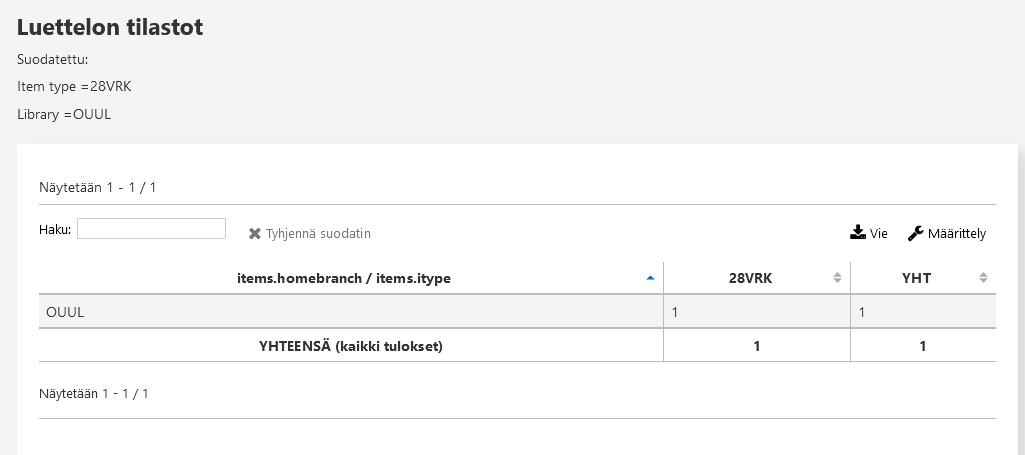 Luettelon tilastot
Suodatettu:
Item type =28VRK
Library =OUUL
Näytetään 1 - 1 / 1
Haku: Tyhjennä suodatin Vie Määrittely
items.homebranch / items.itype 28VRK YHT
OUUL 1 1
YHTEENSÄ (kaikki tulokset) 1 1
Näytetään 1 - 1 / 1